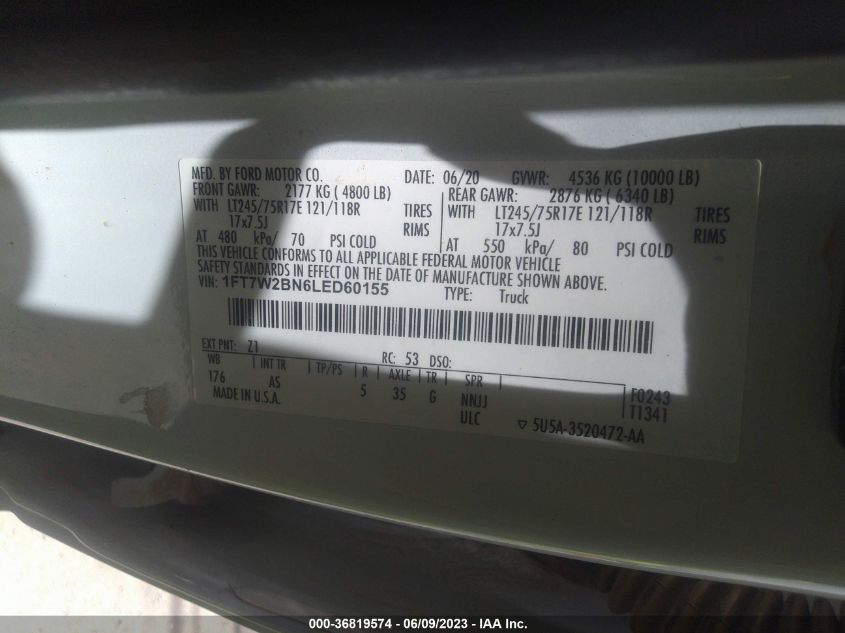 MFD. BY FORD MOTOR CO. DATE: 06/20 GVWR: 4536 KG (10000 LB)
FRONT GAWR: 2177 KG ( 4800 LB) REAR GAWR: 2876 KG ( 6340 LB)
WITH LT245/75R17E 121/118R TIRES WITH LT245/75R17E 121/118R TIRES
17x7.5J RIMS 17x7.5J RIMS
AT 480 kPa/ 70 PSI COLD AT 550 kPa/ 80 PSI COLD
THIS VEHICLE CONFORMS TO ALL APPLICABLE FEDERAL MOTOR VEHICLE
SAFETY STANDARDS IN EFFECT ON THE DATE OF MANUFACTURE SHOWN ABOVE.
VIN: 1FT7W2BN6LED60155 TYPE: Truck
EXT PNT: Z1 RC: 53 DSO:
WB INT TR TP/PS R AXLE TR SPR
176 AS 5 35 G NNJJ F0243
MADE IN U.S.A. ULC T1341
▽ 5U5A-3520472-AA
000-36819574 - 06/09/2023 - IAA Inc.